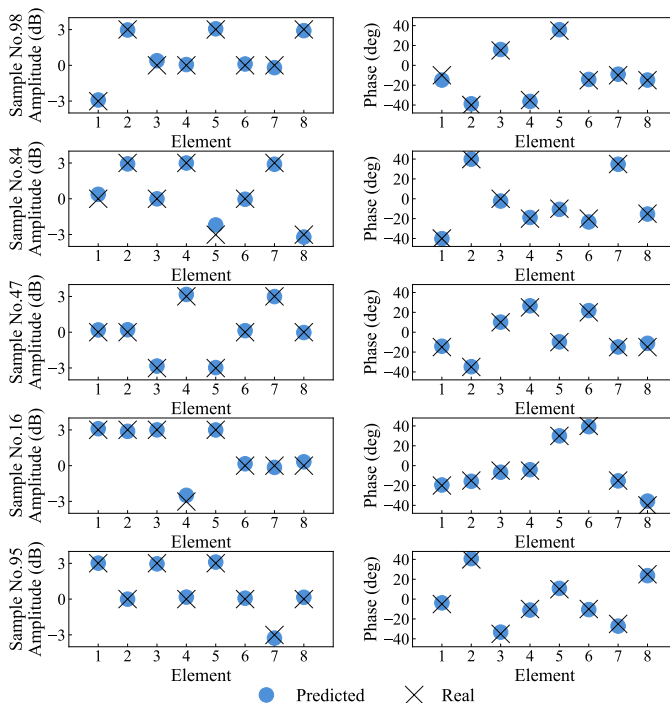 Sample No.98
Amplitude (dB)
3
0
−3
1 2 3 4 5 6 7 8
Element
Phase (deg)
40
20
0
−20
−40
1 2 3 4 5 6 7 8
Element
Sample No.84
Amplitude (dB)
3
0
−3
1 2 3 4 5 6 7 8
Element
Phase (deg)
40
20
0
−20
−40
1 2 3 4 5 6 7 8
Element
Sample No.47
Amplitude (dB)
3
0
−3
1 2 3 4 5 6 7 8
Element
Phase (deg)
40
20
0
−20
−40
1 2 3 4 5 6 7 8
Element
Sample No.16
Amplitude (dB)
3
0
−3
1 2 3 4 5 6 7 8
Element
Phase (deg)
40
20
0
−20
−40
1 2 3 4 5 6 7 8
Element
Sample No.95
Amplitude (dB)
3
0
−3
1 2 3 4 5 6 7 8
Element
Phase (deg)
40
20
0
−20
−40
1 2 3 4 5 6 7 8
Element
Predicted Real